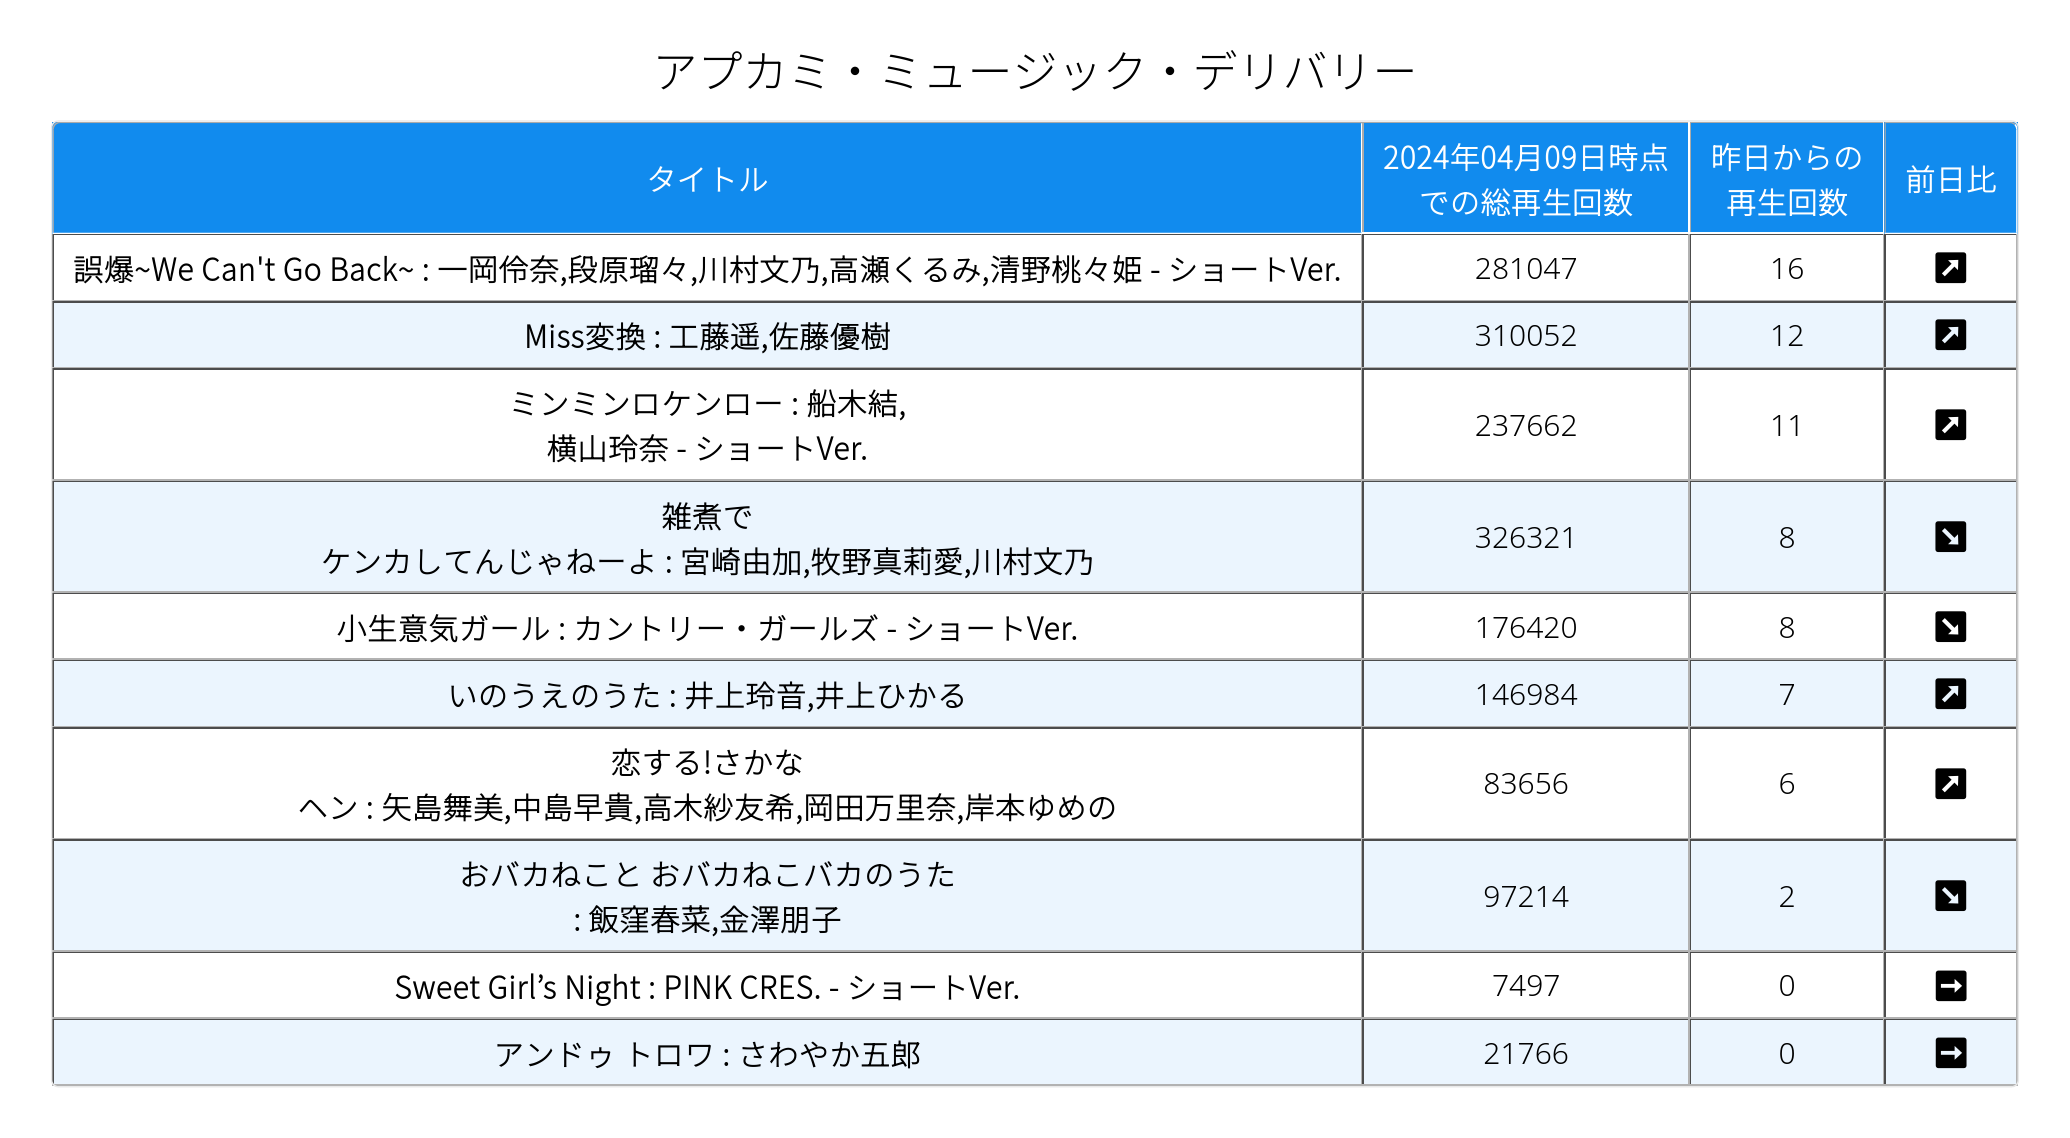 アプカミ・ミュージック・デリバリー
タイトル
2024年04月09日時点
での総再生回数
昨日からの
再生回数
前日比
誤爆~We Can't Go Back~ : 一岡伶奈,段原瑠々,川村文乃,高瀬くるみ,清野桃々姫 - ショートVer.
281047
16
Miss変換 : 工藤遥,佐藤優樹
310052
12
ミンミンロケンロー : 船木結,
横山玲奈 - ショートVer.
237662
11
雑煮で
ケンカしてんじゃねーよ : 宮崎由加,牧野真莉愛,川村文乃
326321
8
小生意気ガール : カントリー・ガールズ - ショートVer.
176420
8
いのうえのうた : 井上玲音,井上ひかる
146984
7
恋する!さかな
ヘン : 矢島舞美,中島早貴,高木紗友希,岡田万里奈,岸本ゆめの
83656
6
おバカねこと おバカねこバカのうた
: 飯窪春菜,金澤朋子
97214
2
Sweet Girl’s Night : PINK CRES. - ショートVer.
7497
0
アンドゥ トロワ : さわやか五郎
21766
0